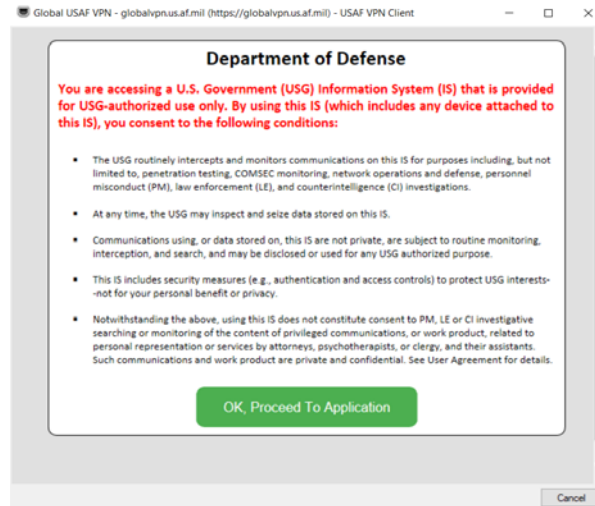 Global USAF VPN - globalvpn.us.af.mil (https://globalvpn.us.af.mil) - USAF VPN Client
Department of Defense
You are accessing a U.S. Government (USG) Information System (IS) that is provided
for USG-authorized use only. By using this IS (which includes any device attached to
this IS), you consent to the following conditions:
▪ The USG routinely intercepts and monitors communications on this IS for purposes including, but not
limited to, penetration testing, COMSEC monitoring, network operations and defense, personnel
misconduct (PM), law enforcement (LE), and counterintelligence (CI) investigations.
▪ At any time, the USG may inspect and seize data stored on this IS.
▪ Communications using, or data stored on, this IS are not private, are subject to routine monitoring,
interception, and search, and may be disclosed or used for any USG authorized purpose.
▪ This IS includes security measures (e.g., authentication and access controls) to protect USG interests-
-not for your personal benefit or privacy.
▪ Notwithstanding the above, using this IS does not constitute consent to PM, LE or CI investigative
searching or monitoring of the content of privileged communications, or work product, related to
personal representation or services by attorneys, psychotherapists, or clergy, and their assistants.
Such communications and work product are private and confidential. See User Agreement for details.
OK, Proceed To Application
Cancel